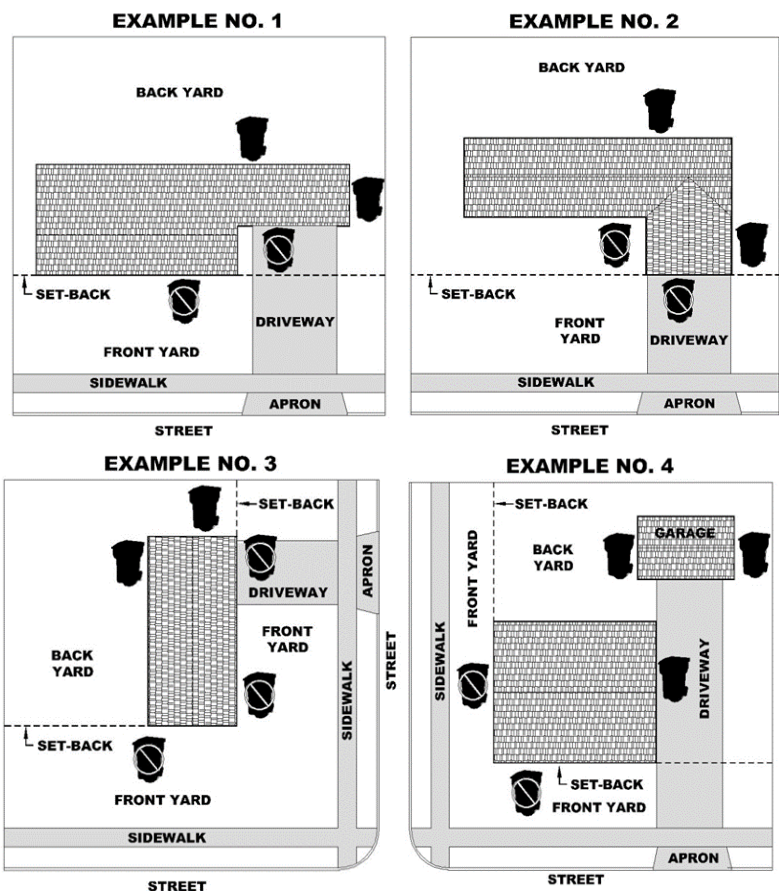 EXAMPLE NO. 1
BACK YARD
SET-BACK
DRIVEWAY
FRONT YARD
SIDEWALK
APRON
STREET
EXAMPLE NO. 2
BACK YARD
SET-BACK
FRONT
YARD
DRIVEWAY
SIDEWALK
APRON
STREET
EXAMPLE NO. 3
SET-BACK
DRIVEWAY
APRON
FRONT
YARD
BACK
YARD
STREET
SIDEWALK
SET-BACK
FRONT YARD
SIDEWALK
STREET
EXAMPLE NO. 4
SET-BACK
GARAGE
FRONT YARD
BACK
YARD
SIDEWALK
DRIVEWAY
SET-BACK
FRONT YARD
SIDEWALK
APRON
STREET